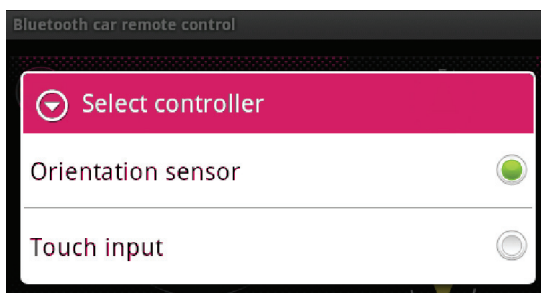 Bluetooth car remote control
Select controller
Orientation sensor
Touch input